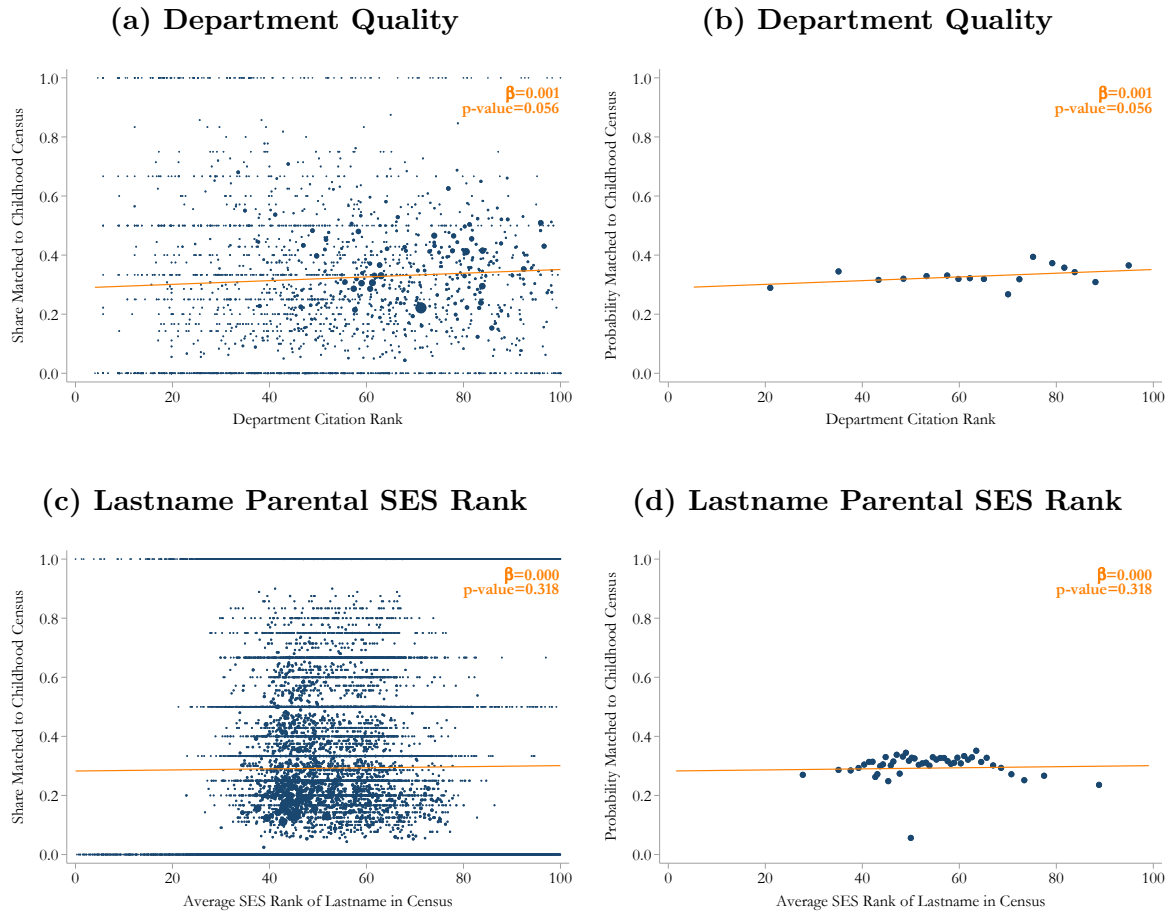 (a) Department Quality
β=0.001
p-value=0.056
Share Matched to Childhood Census
1.0
0.8
0.6
0.4
0.2
0.0
0
20
40
60
80
100
Department Citation Rank
(b) Department Quality
β=0.001
p-value=0.056
Probability Matched to Childhood Census
1.0
0.8
0.6
0.4
0.2
0.0
0
20
40
60
80
100
Department Citation Rank
(c) Lastname Parental SES Rank
β=0.000
p-value=0.318
Share Matched to Childhood Census
1.0
0.8
0.6
0.4
0.2
0.0
0
20
40
60
80
100
Average SES Rank of Lastname in Census
(d) Lastname Parental SES Rank
β=0.000
p-value=0.318
Probability Matched to Childhood Census
1.0
0.8
0.6
0.4
0.2
0.0
0
20
40
60
80
100
Average SES Rank of Lastname in Census